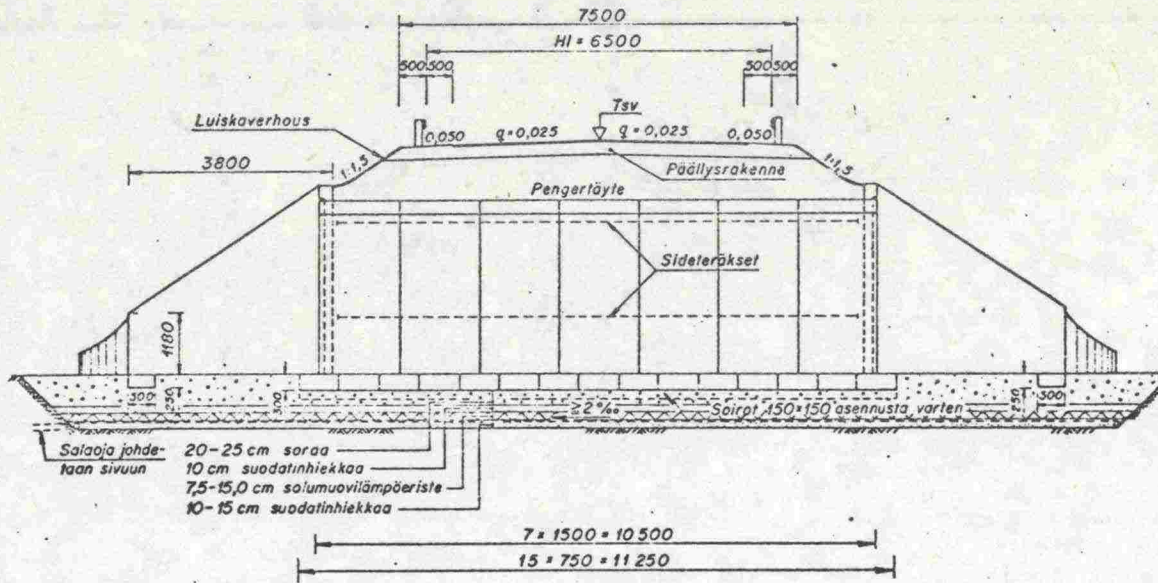 7500
Hl = 6500
500 500
500 500
Tsv
Luiskaverhous
0,050
q = 0,025
q = 0,025
0,050
3800
1:1,5
1:1,5
Päällysrakenne
Pengertäyte
Sideteräkset
1180
300
250
300
≥ 2‰
Soirot 150×150 asennusta varten
250
300
Salaoja johde-
taan sivuun
20-25 cm soraa
10 cm suodatinhiekkaa
7,5-15,0 cm solumuovilämpöeriste
10-15 cm suodatinhiekkaa
7 × 1500 = 10 500
15 × 750 = 11 250